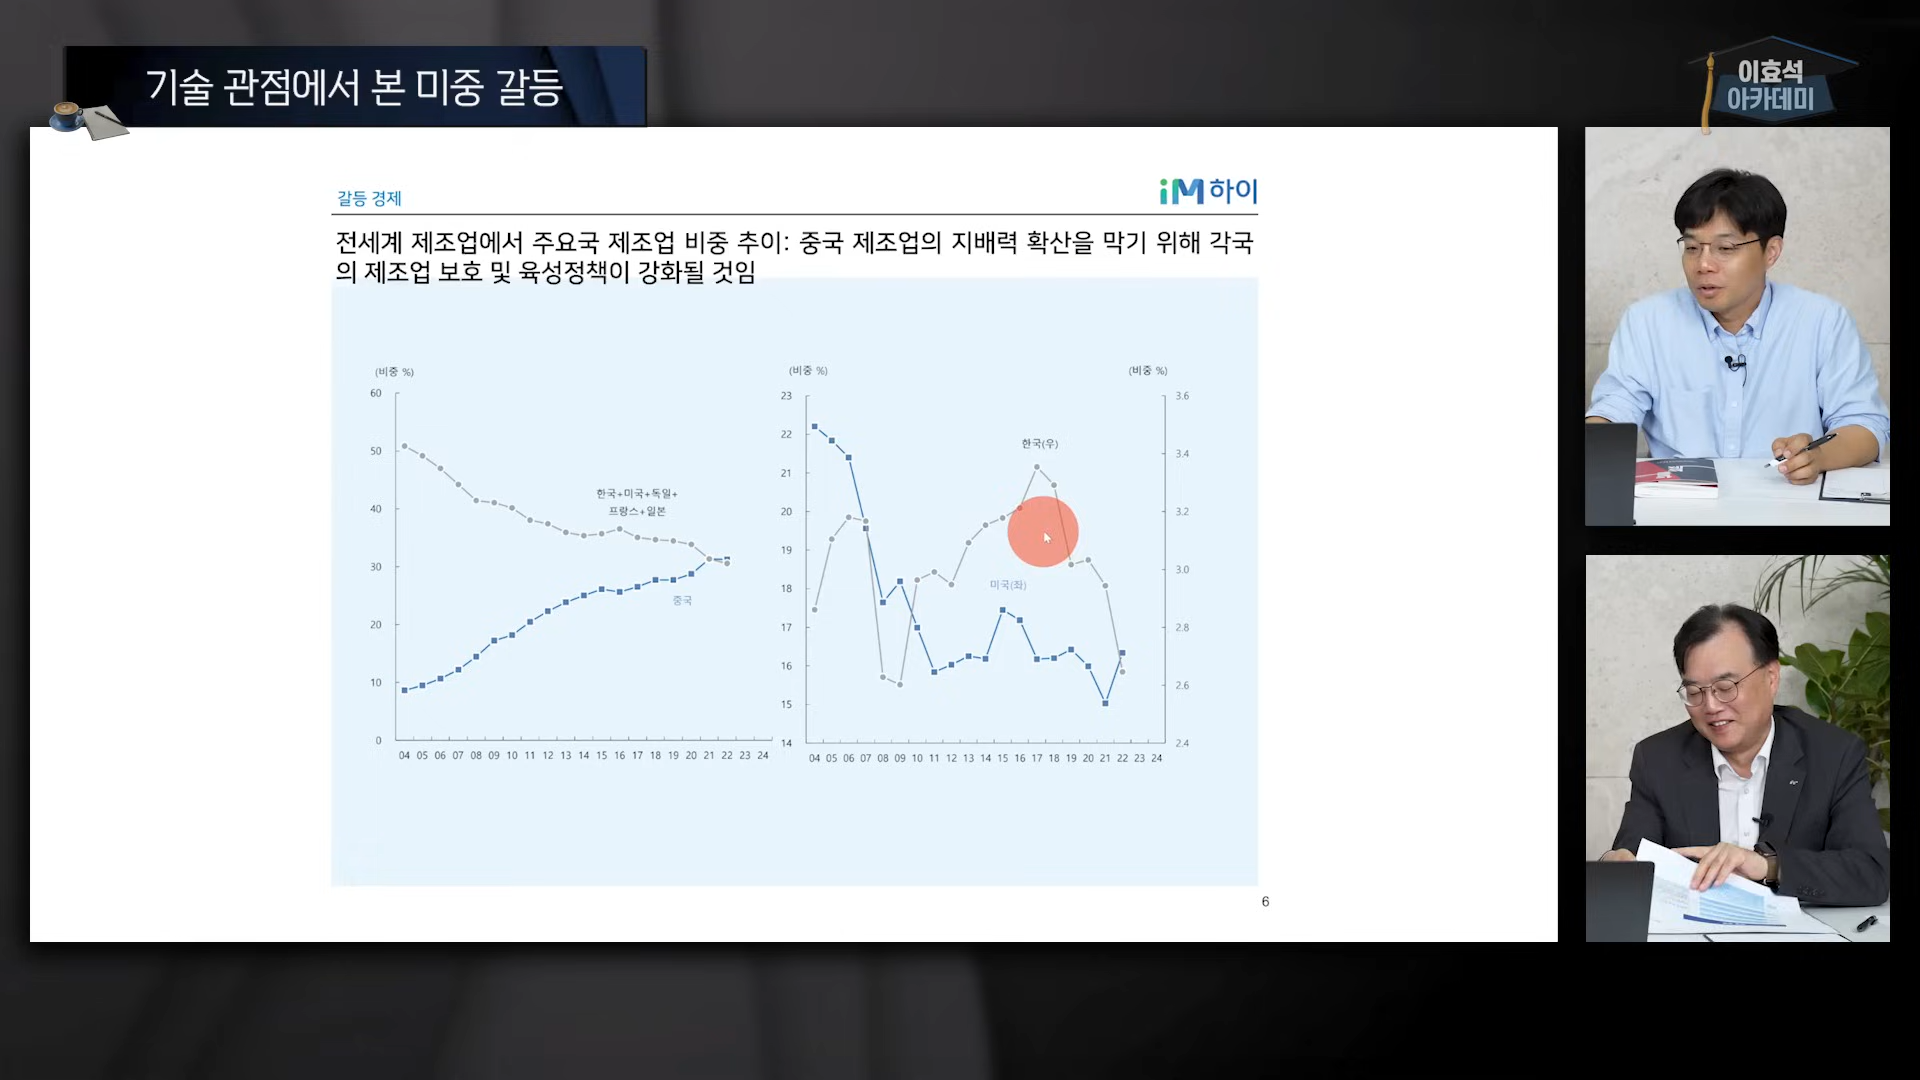 기술 관점에서 본 미중 갈등
이효석
아카데미
갈등 경제
iM하이
전세계 제조업에서 주요국 제조업 비중 추이: 중국 제조업의 지배력 확산을 막기 위해 각국
의 제조업 보호 및 육성정책이 강화될 것임
(비중 %)
60
50
40
30
20
10
0
한국+미국+독일+
프랑스+일본
중국
04 05 06 07 08 09 10 11 12 13 14 15 16 17 18 19 20 21 22 23 24
(비중 %)
(비중 %)
23
22
21
20
19
18
17
16
15
14
한국(우)
미국(좌)
3.6
3.4
3.2
3.0
2.8
2.6
2.4
04 05 06 07 08 09 10 11 12 13 14 15 16 17 18 19 20 21 22 23 24
6